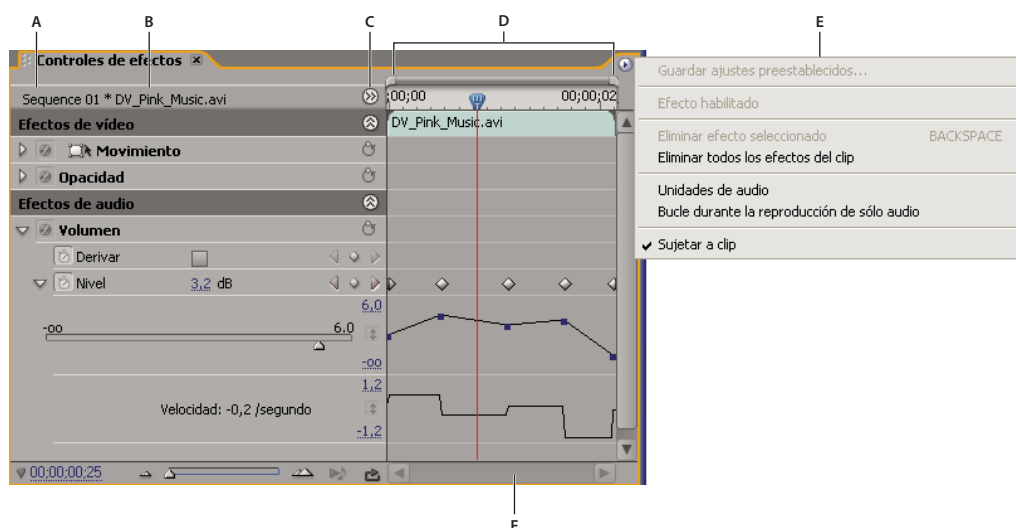 A B C D E
Controles de efectos
Sequence 01 * DV_Pink_Music.avi
;00;00 00;00;02
Efectos de vídeo
DV_Pink_Music.avi
Movimiento
Opacidad
Efectos de audio
Volumen
Derivar
Nivel 3,2 dB
6,0
-oo 6.0
-oo
1,2
Velocidad: -0,2 /segundo
-1,2
00;00;00;25
Guardar ajustes preestablecidos...
Efecto habilitado
Eliminar efecto seleccionado BACKSPACE
Eliminar todos los efectos del clip
Unidades de audio
Bucle durante la reproducción de sólo audio
Sujetar a clip
F